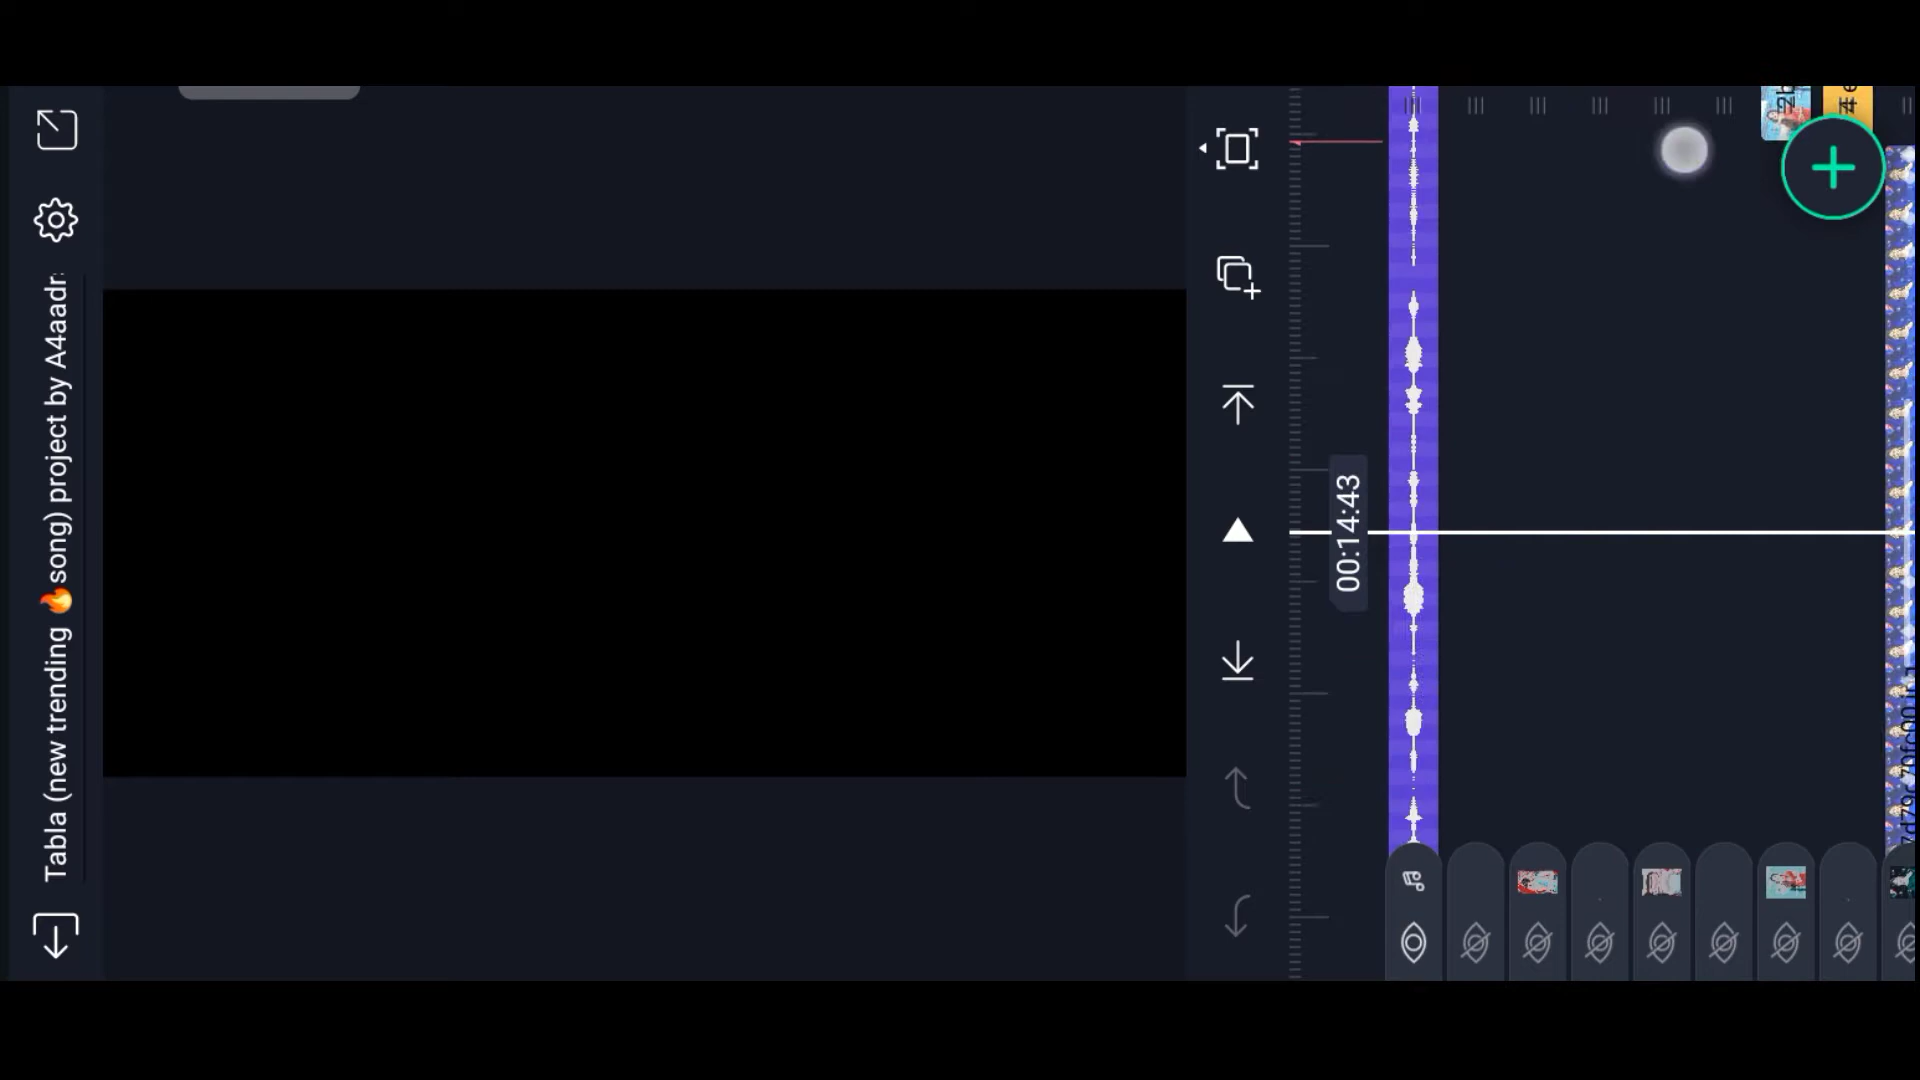 Tabla (new trending 🔥song) project by A4aadr
00:14:43